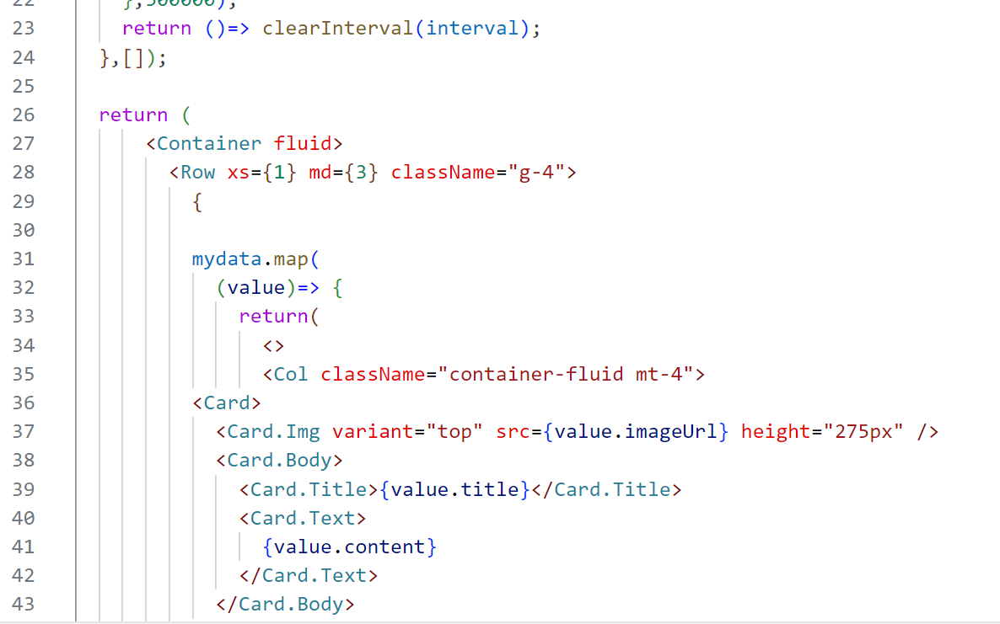 22 },500000);
23 return ()=> clearInterval(interval);
24 },[]);
25
26 return (
27 <Container fluid>
28 <Row xs={1} md={3} className="g-4">
29 {
30
31 mydata.map(
32 (value)=> {
33 return(
34 <>
35 <Col className="container-fluid mt-4">
36 <Card>
37 <Card.Img variant="top" src={value.imageUrl} height="275px" />
38 <Card.Body>
39 <Card.Title>{value.title}</Card.Title>
40 <Card.Text>
41 {value.content}
42 </Card.Text>
43 </Card.Body>